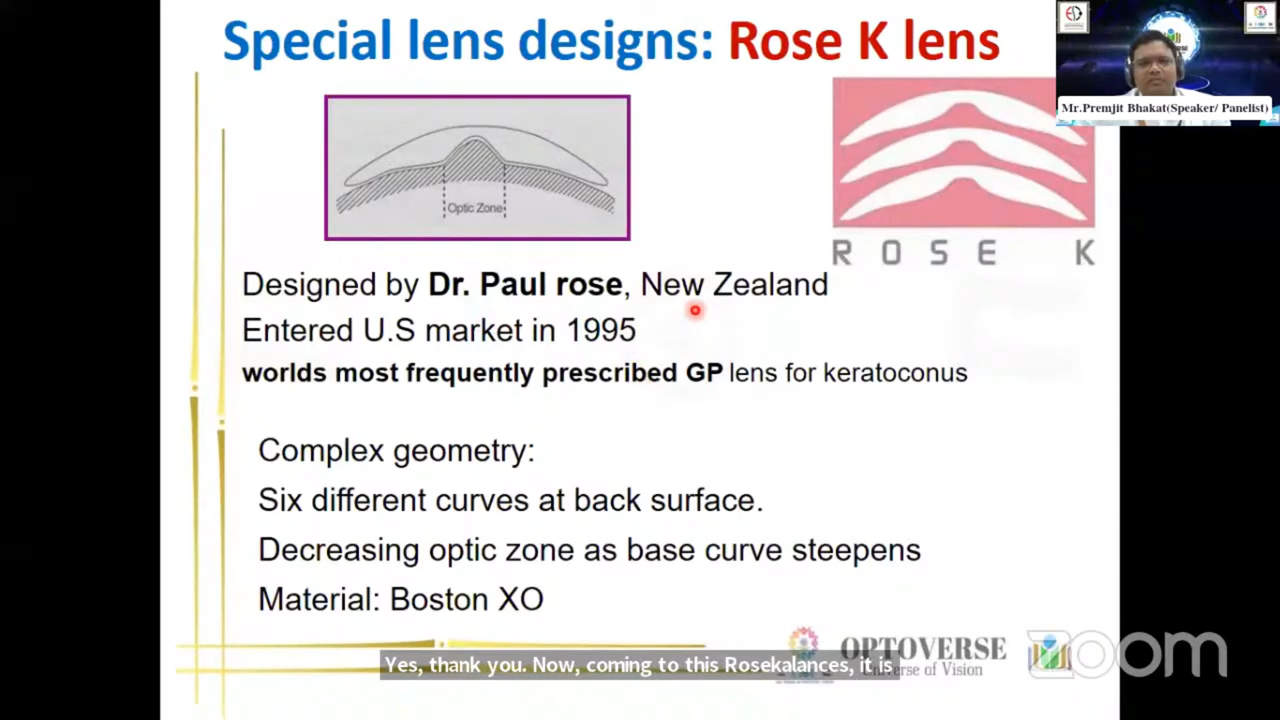 Special lens designs: Rose K lens
Mr.Premjit Bhakat(Speaker/ Panelist)
Optic Zone
ROSE K
Designed by Dr. Paul rose, New Zealand
Entered U.S market in 1995
worlds most frequently prescribed GP lens for keratoconus
Complex geometry:
Six different curves at back surface.
Decreasing optic zone as base curve steepens
Material: Boston XO
OPTOVERSE
Universe of Vision
zoom
Yes, thank you. Now, coming to this Rosekalances, it is